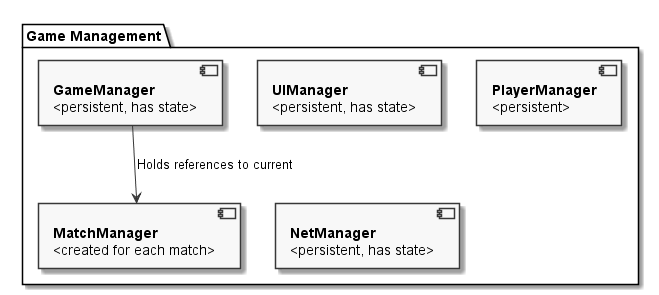 Game Management
GameManager
<persistent, has state>
UIManager
<persistent, has state>
PlayerManager
<persistent>
Holds references to current
MatchManager
<created for each match>
NetManager
<persistent, has state>